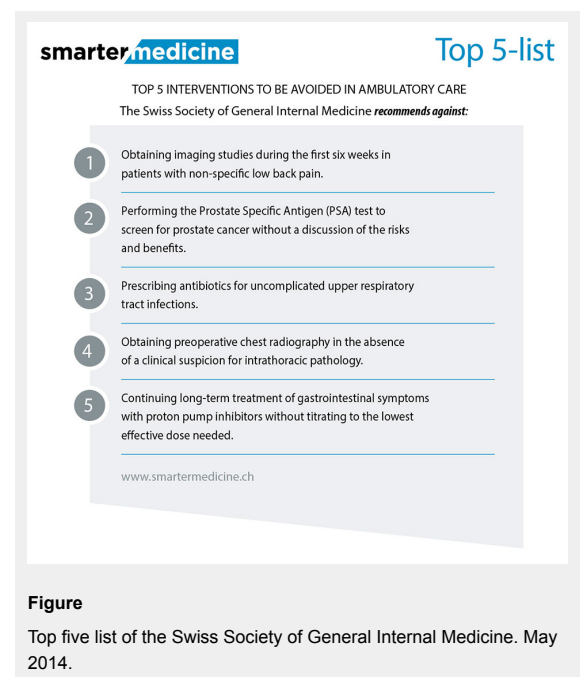 smartermedicine
Top 5-list
TOP 5 INTERVENTIONS TO BE AVOIDED IN AMBULATORY CARE
The Swiss Society of General Internal Medicine recommends against:
1
Obtaining imaging studies during the first six weeks in
patients with non-specific low back pain.
2
Performing the Prostate Specific Antigen (PSA) test to
screen for prostate cancer without a discussion of the risks
and benefits.
3
Prescribing antibiotics for uncomplicated upper respiratory
tract infections.
4
Obtaining preoperative chest radiography in the absence
of a clinical suspicion for intrathoracic pathology.
5
Continuing long-term treatment of gastrointestinal symptoms
with proton pump inhibitors without titrating to the lowest
effective dose needed.
www.smartermedicine.ch
Figure
Top five list of the Swiss Society of General Internal Medicine. May
2014.